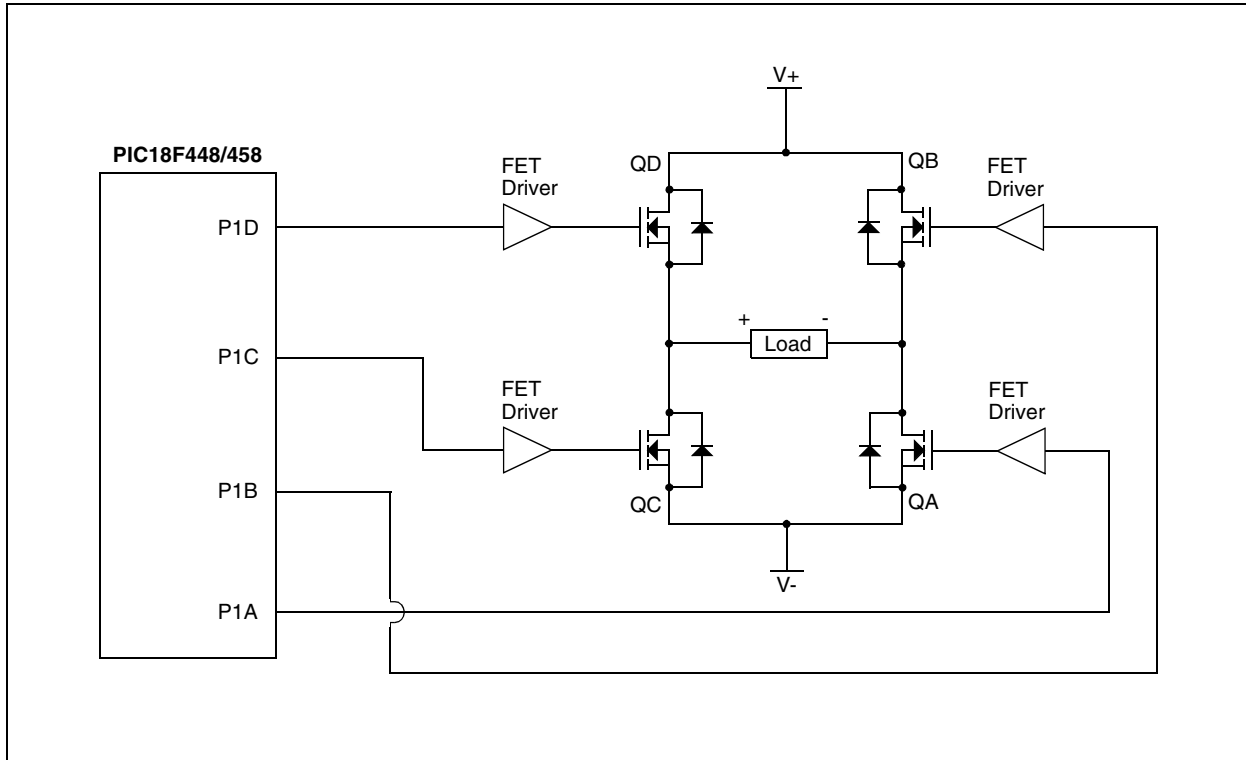 V+
PIC18F448/458
FET
Driver
QD
QB
FET
Driver
P1D
+
-
Load
P1C
FET
Driver
FET
Driver
P1B
QC
QA
V-
P1A